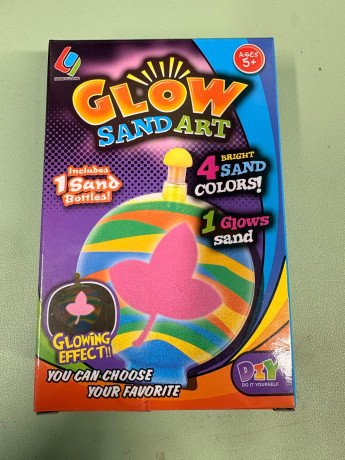 AGES
5+
GLOW
SAND ART
Includes
1 Sand
Bottles!
4 BRIGHT
SAND
COLORS!
1 Glows
sand
GLOWING
EFFECT!!
YOU CAN CHOOSE
YOUR FAVORITE
DIY
DO IT YOURSELF